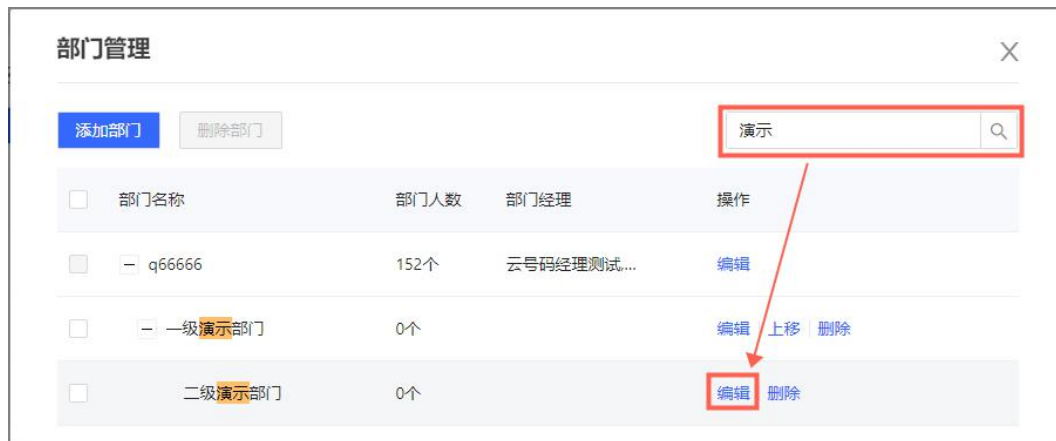 部门管理
添加部门 删除部门 演示
部门名称 部门人数 部门经理 操作
q66666 152个 云号码经理测试,... 编辑
一级演示部门 0个 编辑 上移 删除
二级演示部门 0个 编辑 删除